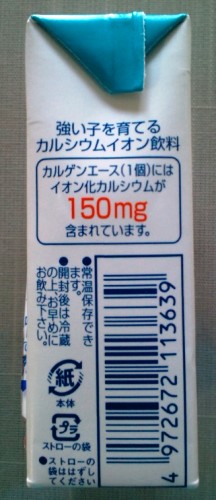 強い子を育てる
カルシウムイオン飲料
カルゲンエース(1個)には
イオン化カルシウムが
150mg
含まれています。
●常温保存でき
ます。
●開封後は冷蔵
の上、お早めに
お飲み下さい。
紙
本体
プラ
ストローの袋
●ストローの
袋ははずし
てください
4 972672 113639